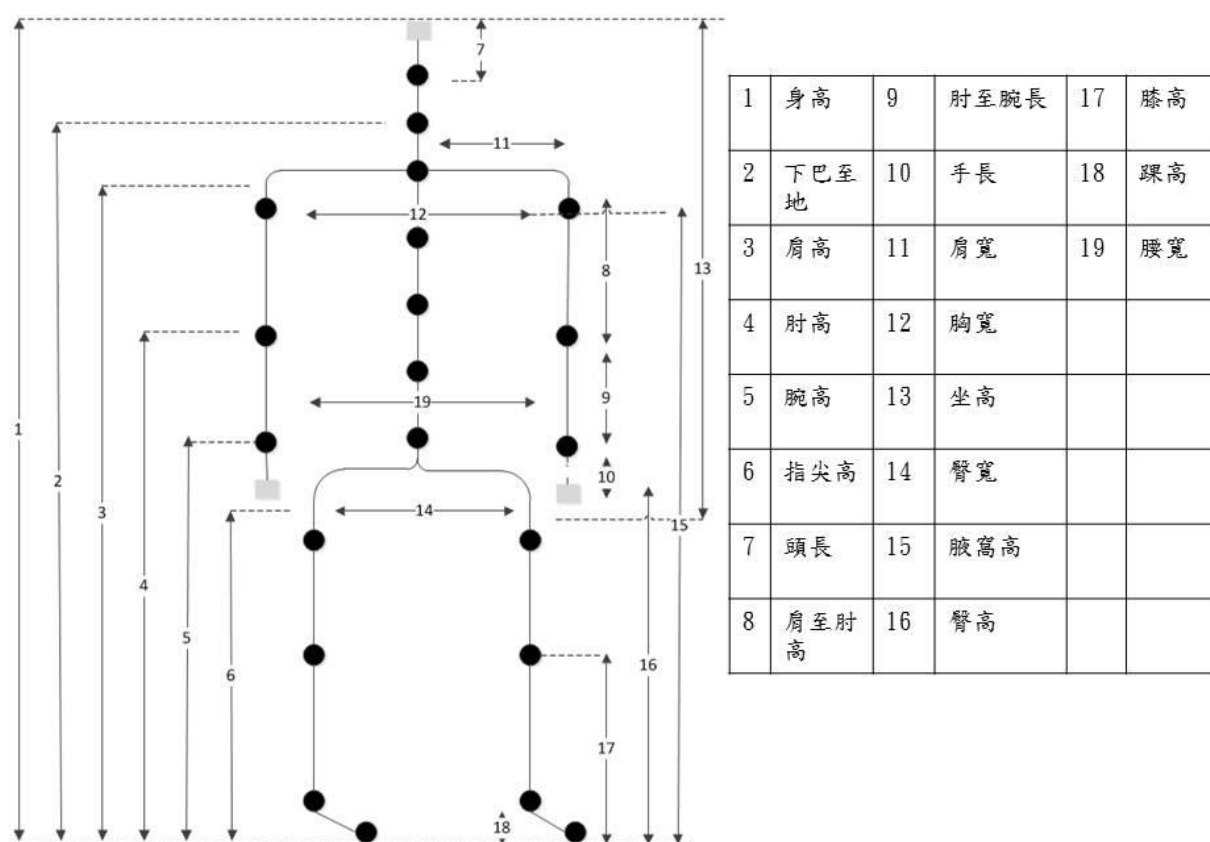 7
11
12
8
13
19
9
1
2
10
3
14
15
4
5
16
6
17
18
1 身高 9 肘至腕長 17 膝高
2 下巴至 10 手長 18 踝高
地
3 肩高 11 肩寬 19 腰寬
4 肘高 12 胸寬
5 腕高 13 坐高
6 指尖高 14 臀寬
7 頭長 15 腋窩高
8 肩至肘 16 臀高
高